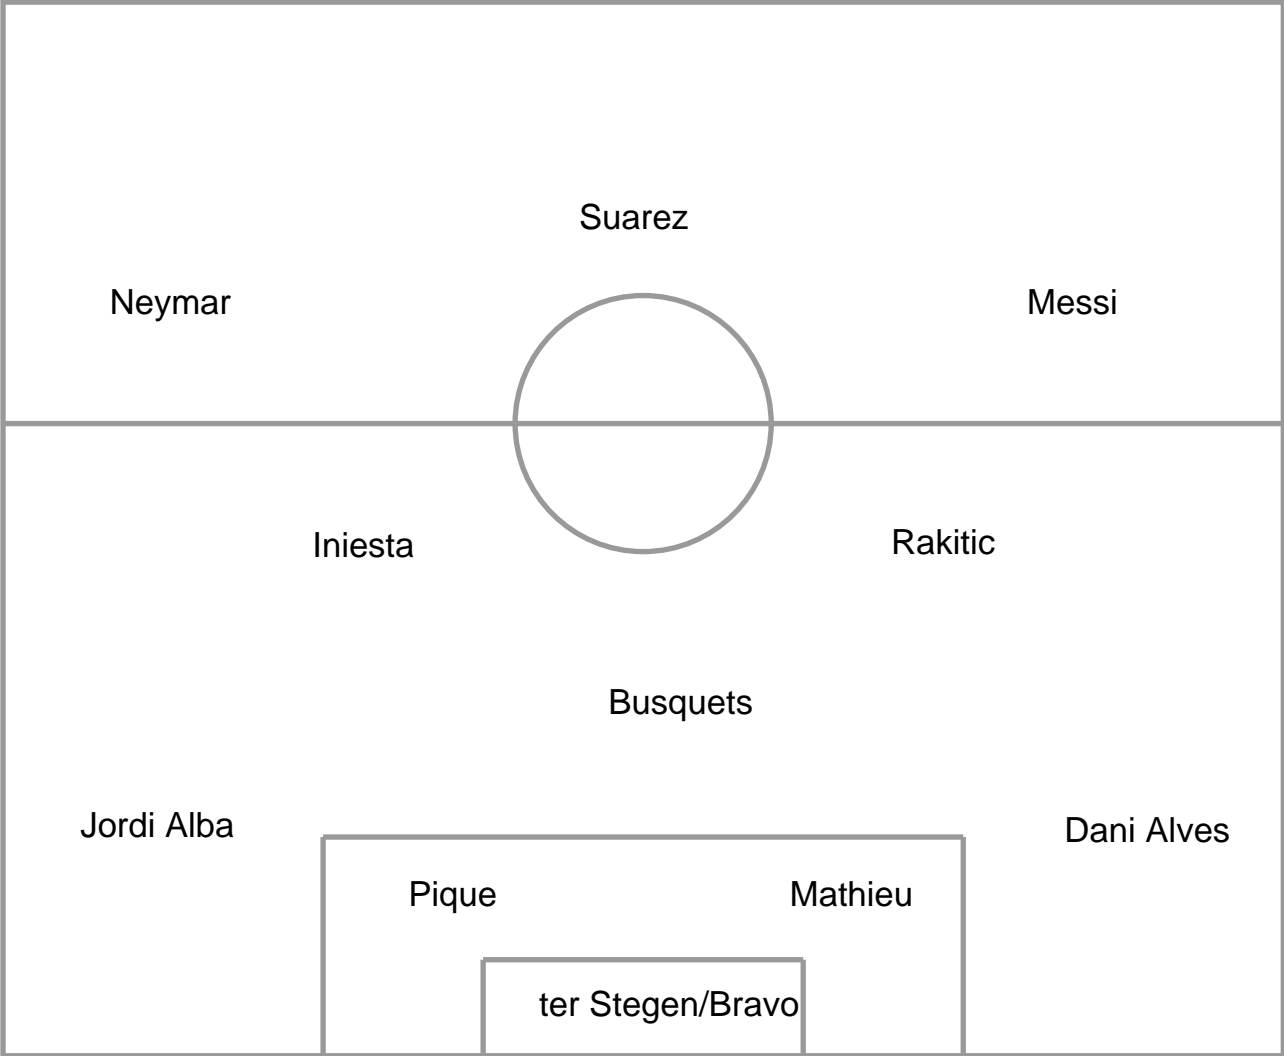 Suarez
Neymar
Messi
Iniesta
Rakitic
Busquets
Jordi Alba
Dani Alves
Pique
Mathieu
ter Stegen/Bravo